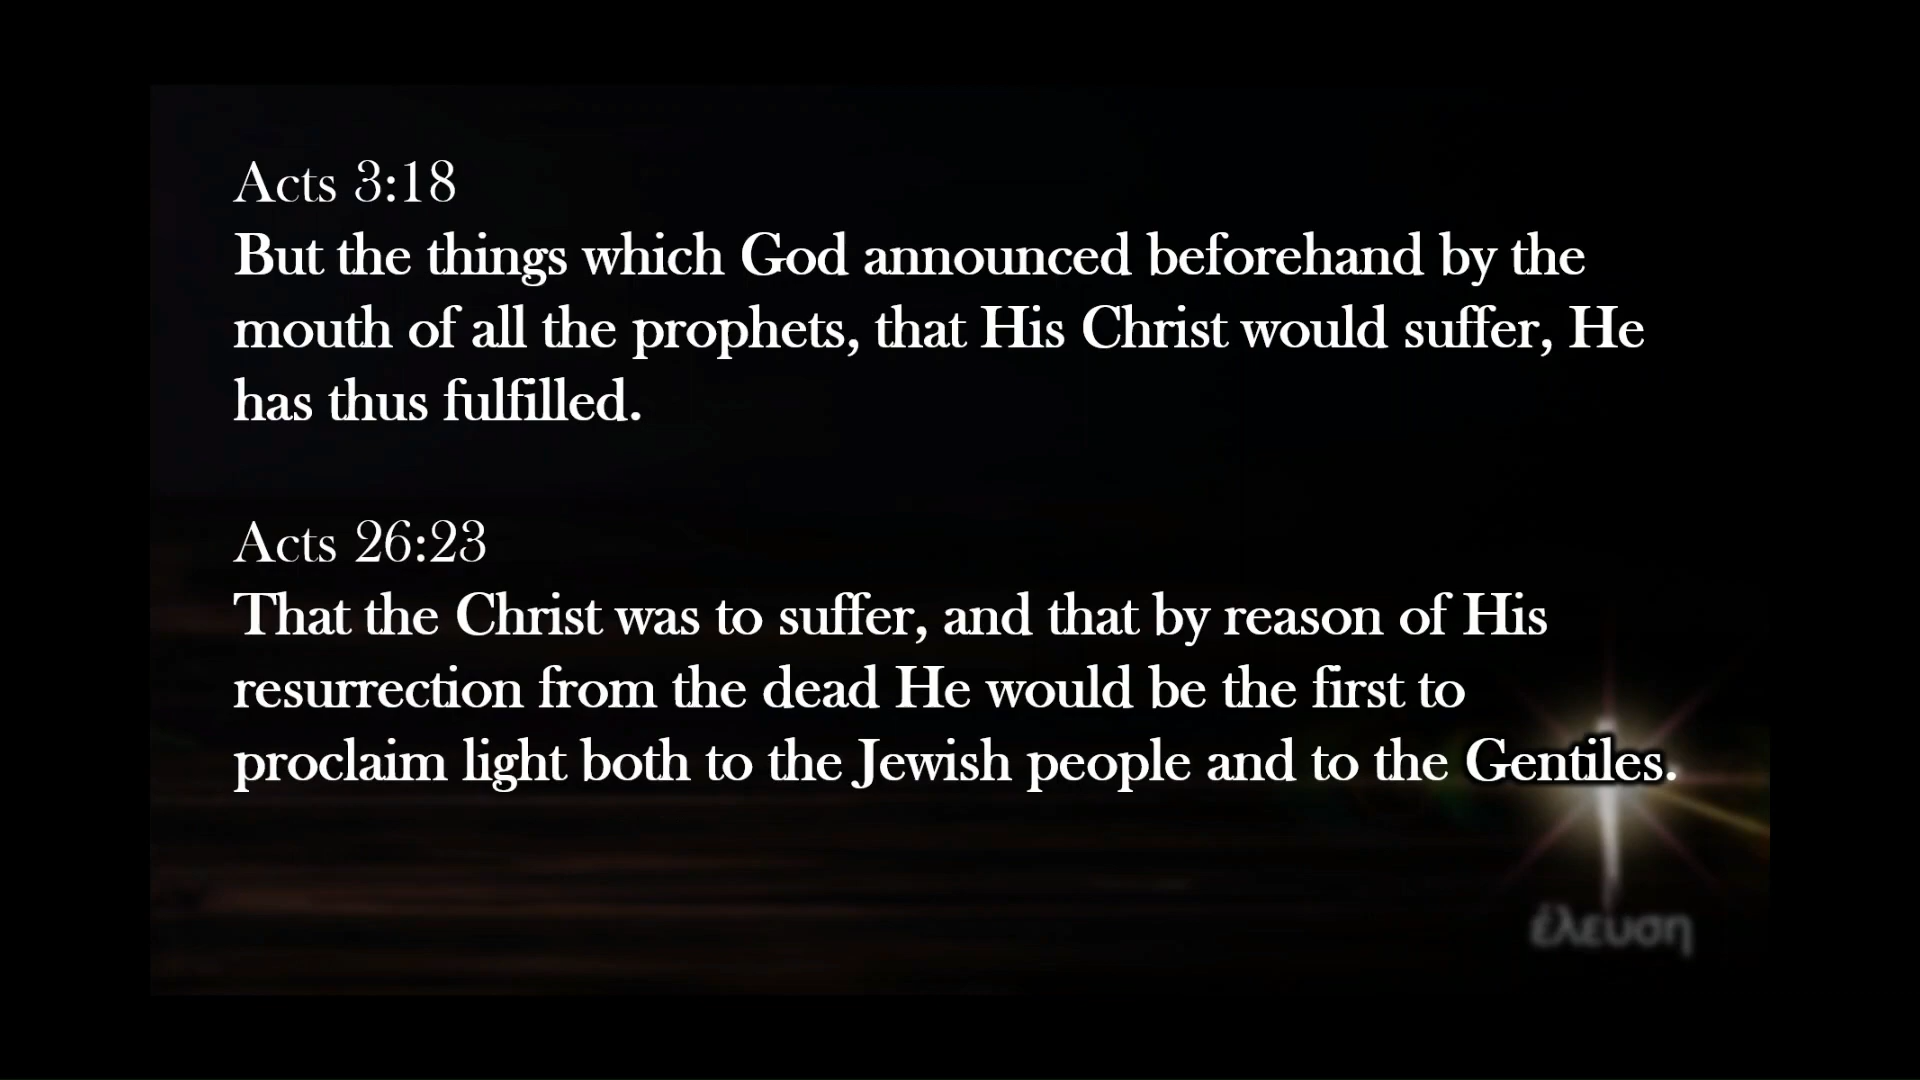 Acts 3:18
But the things which God announced beforehand by the
mouth of all the prophets, that His Christ would suffer, He
has thus fulfilled.
Acts 26:23
That the Christ was to suffer, and that by reason of His
resurrection from the dead He would be the first to
proclaim light both to the Jewish people and to the Gentiles.
έλευση